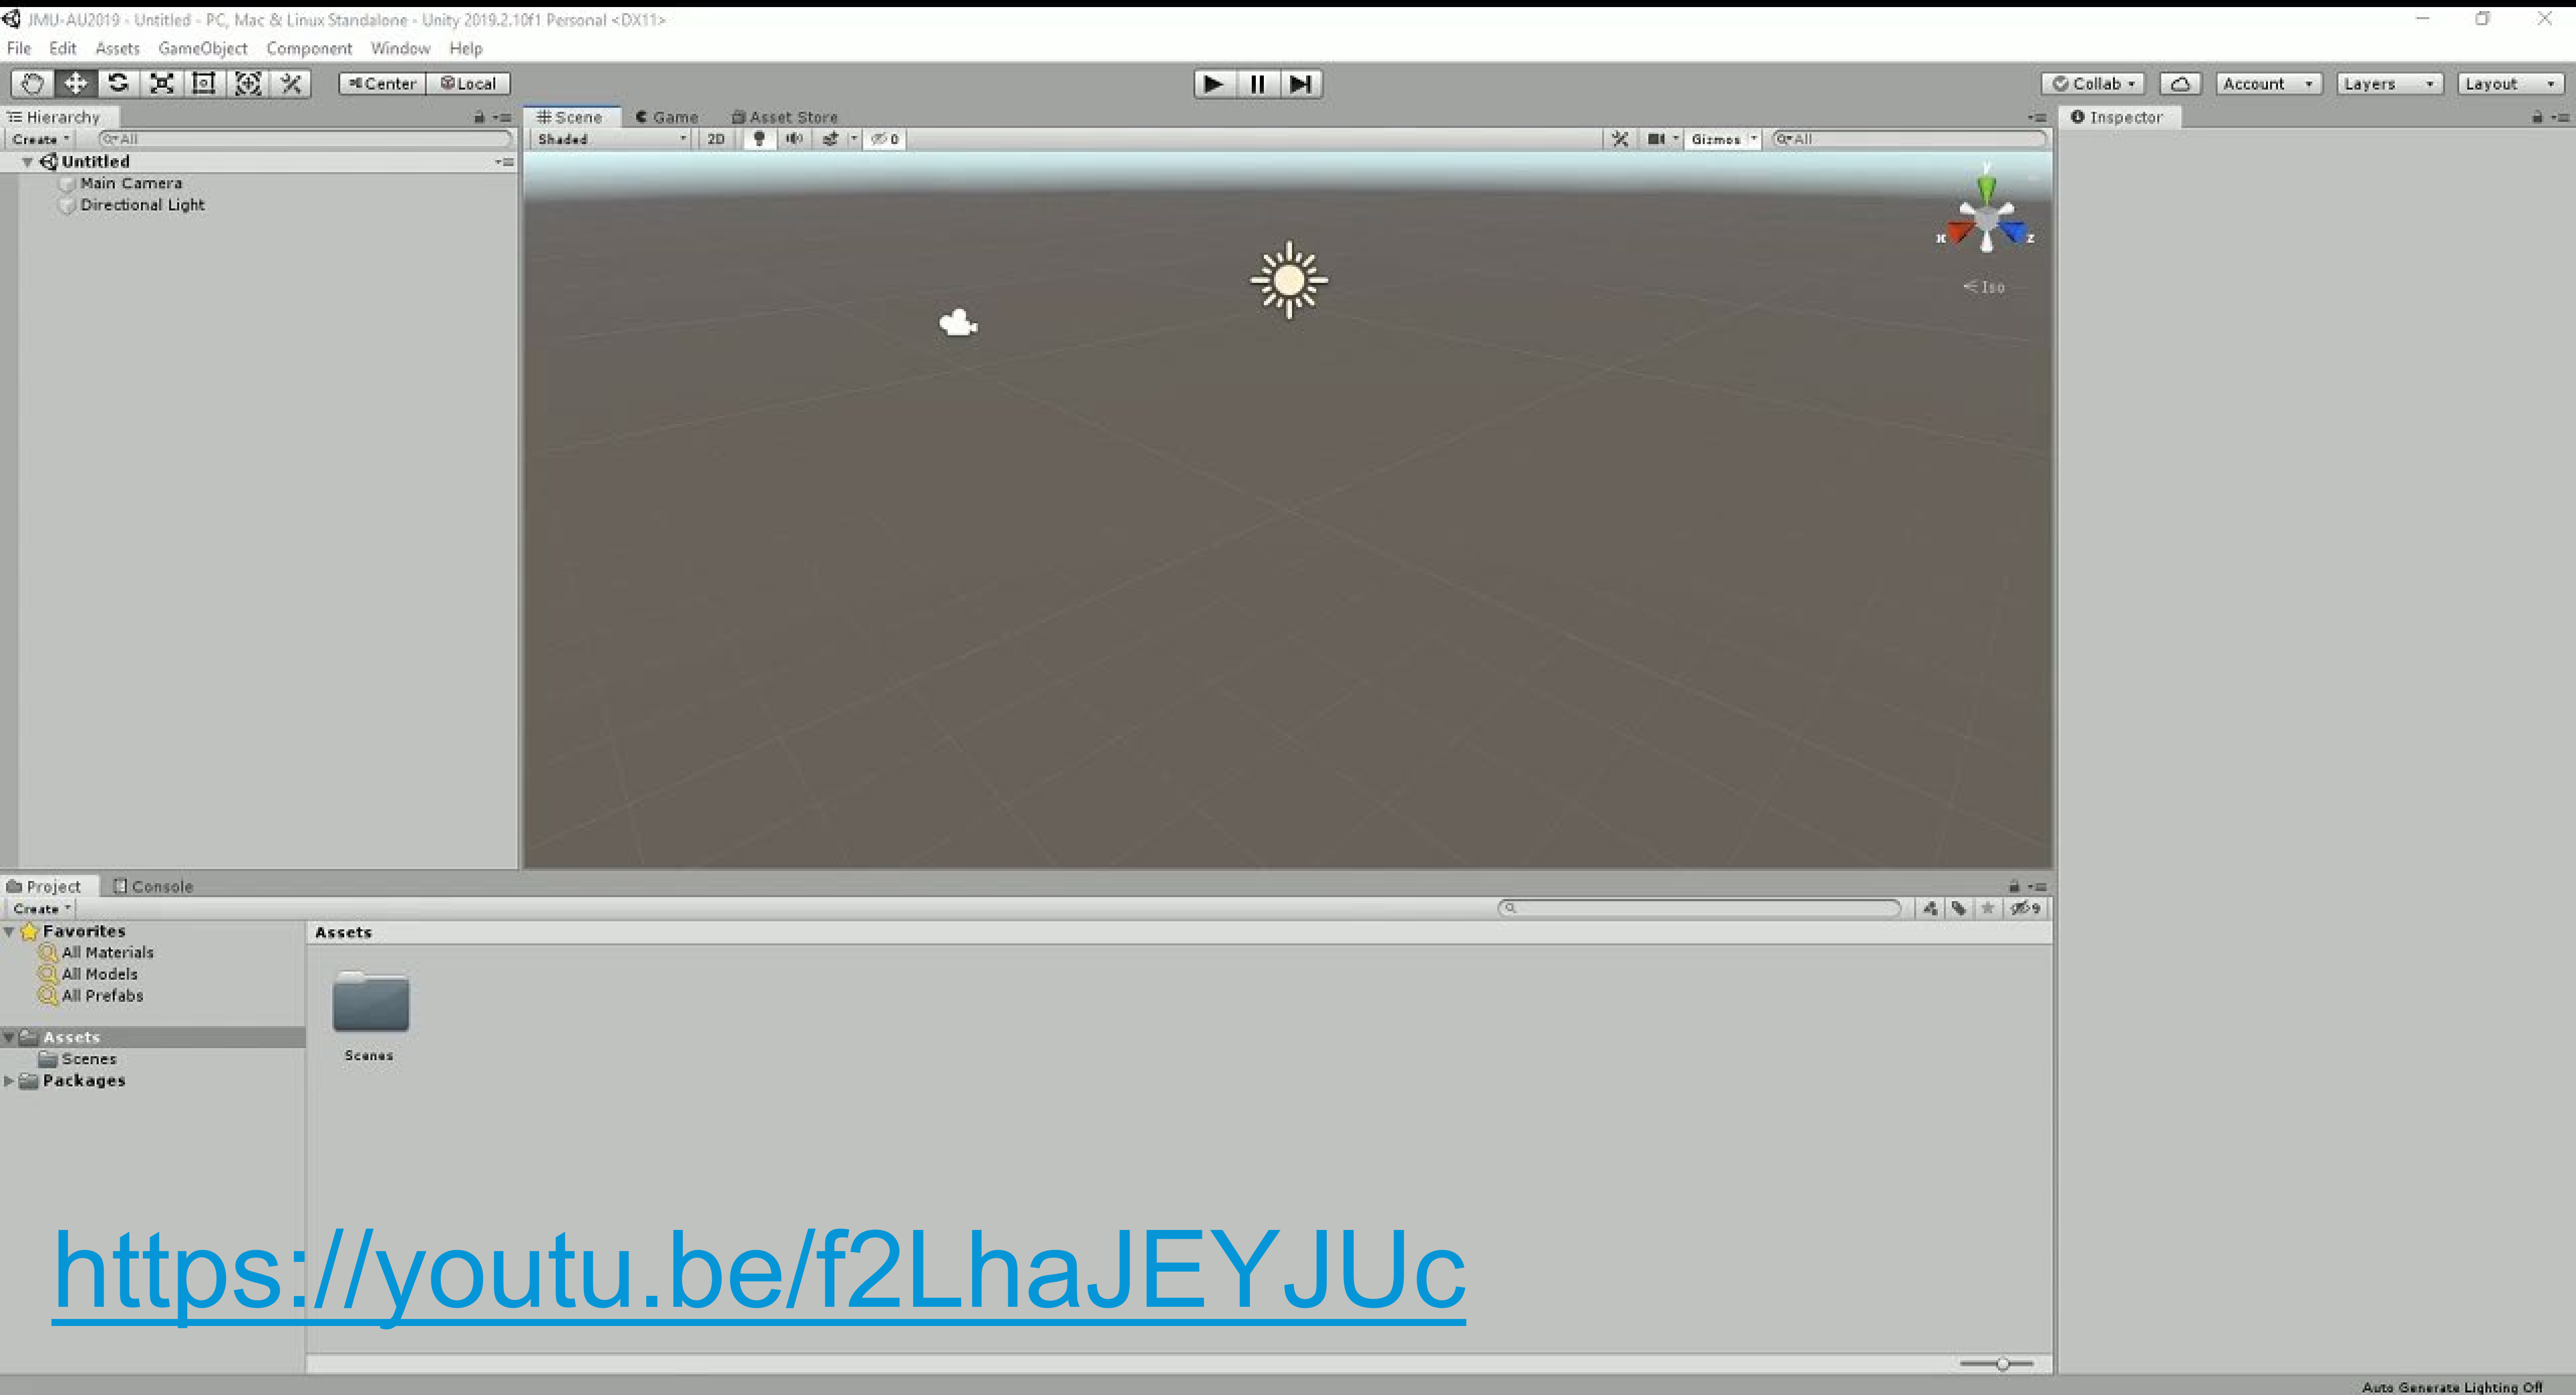 JMU-AU2019 - Untitled - PC, Mac & Linux Standalone - Unity 2019.2.10f1 Personal <DX11>
File Edit Assets GameObject Component Window Help
Center Local Collab Account Layers Layout
Hierarchy
Create All
Untitled
Main Camera
Directional Light
Scene Game Asset Store
Shaded 2D 0 Gizmos All
y
x z
Iso
Inspector
Project Console
Create 9
Favorites
All Materials
All Models
All Prefabs
Assets
Scenes
Packages
Assets
Scenes
https://youtu.be/f2LhaJEYJUc
Auto Generate Lighting Off